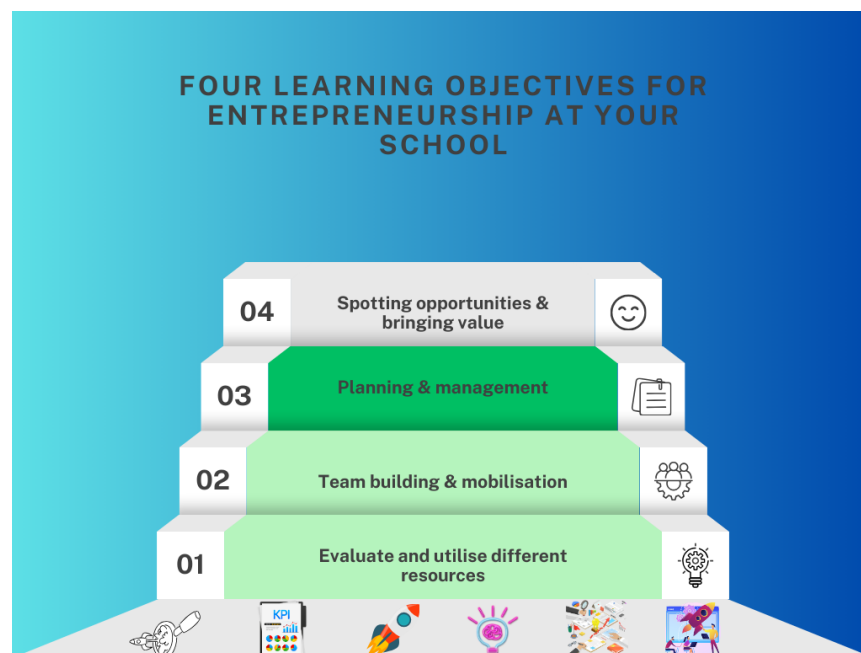 FOUR LEARNING OBJECTIVES FOR
ENTREPRENEURSHIP AT YOUR
SCHOOL
04
Spotting opportunities &
bringing value
03
Planning & management
02
Team building & mobilisation
01
Evaluate and utilise different
resources
KPI